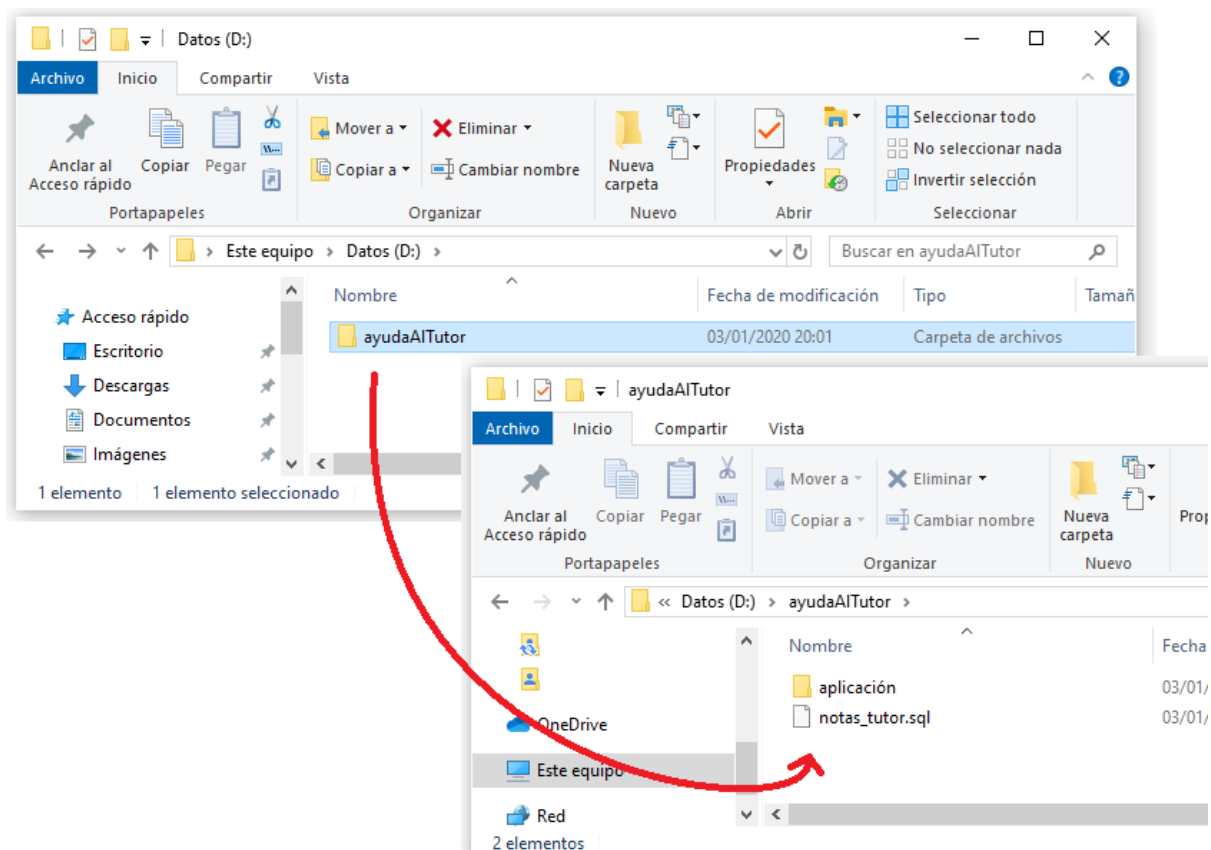 Datos (D:)
Archivo Inicio Compartir Vista
Anclar al Acceso rápido
Copiar
Pegar
Mover a
Copiar a
Eliminar
Cambiar nombre
Nueva carpeta
Propiedades
Seleccionar todo
No seleccionar nada
Invertir selección
Portapapeles Organizar Nuevo Abrir Seleccionar
Este equipo > Datos (D:) > Buscar en ayudaAlTutor
Nombre Fecha de modificación Tipo Tamañ
ayudaAlTutor 03/01/2020 20:01 Carpeta de archivos
Acceso rápido
Escritorio
Descargas
Documentos
Imágenes
1 elemento 1 elemento seleccionado
ayudaAlTutor
Archivo Inicio Compartir Vista
Anclar al Acceso rápido
Copiar
Pegar
Mover a
Copiar a
Eliminar
Cambiar nombre
Nueva carpeta
Prop
Portapapeles Organizar Nuevo
« Datos (D:) > ayudaAlTutor >
Nombre Fecha
aplicación 03/01/
notas_tutor.sql 03/01/
OneDrive
Este equipo
Red
2 elementos